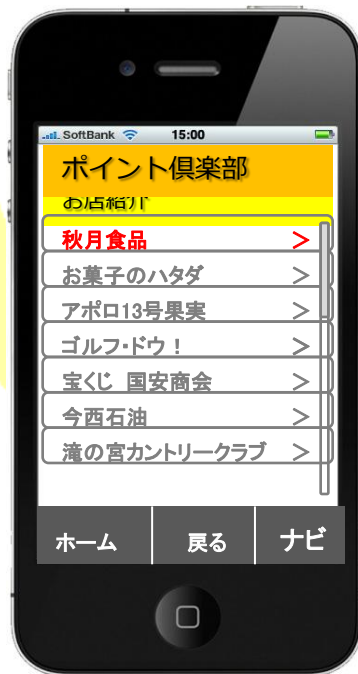 SoftBank 15:00
ポイント倶楽部
お店紹介
秋月食品 >
お菓子のハタダ >
アポロ13号果実 >
ゴルフ・ドウ！ >
宝くじ 国安商会 >
今西石油 >
滝の宮カントリークラブ >
ホーム 戻る ナビ